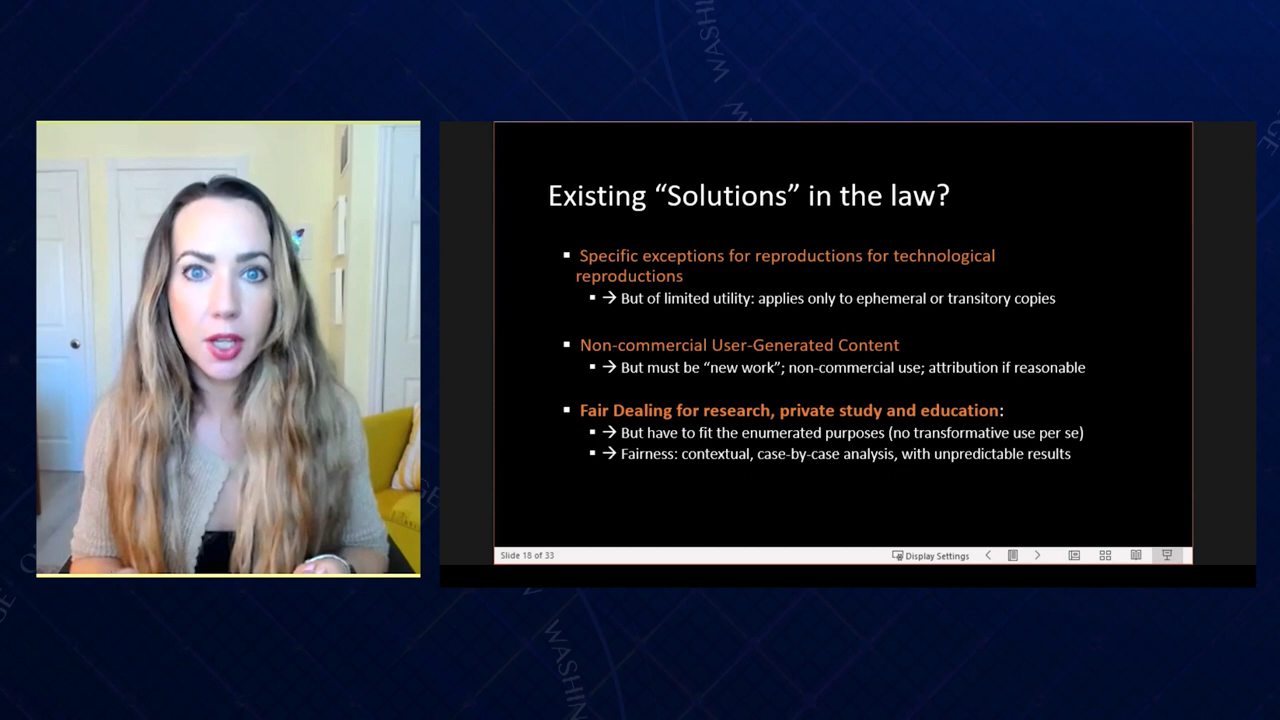 WASHIN
W
Existing “Solutions” in the law?
▪ Specific exceptions for reproductions for technological
reproductions
▪ → But of limited utility: applies only to ephemeral or transitory copies
▪ Non-commercial User-Generated Content
▪ → But must be “new work”; non-commercial use; attribution if reasonable
▪ Fair Dealing for research, private study and education:
▪ → But have to fit the enumerated purposes (no transformative use per se)
▪ → Fairness: contextual, case-by-case analysis, with unpredictable results
Slide 18 of 33
Display Settings
WASHIN